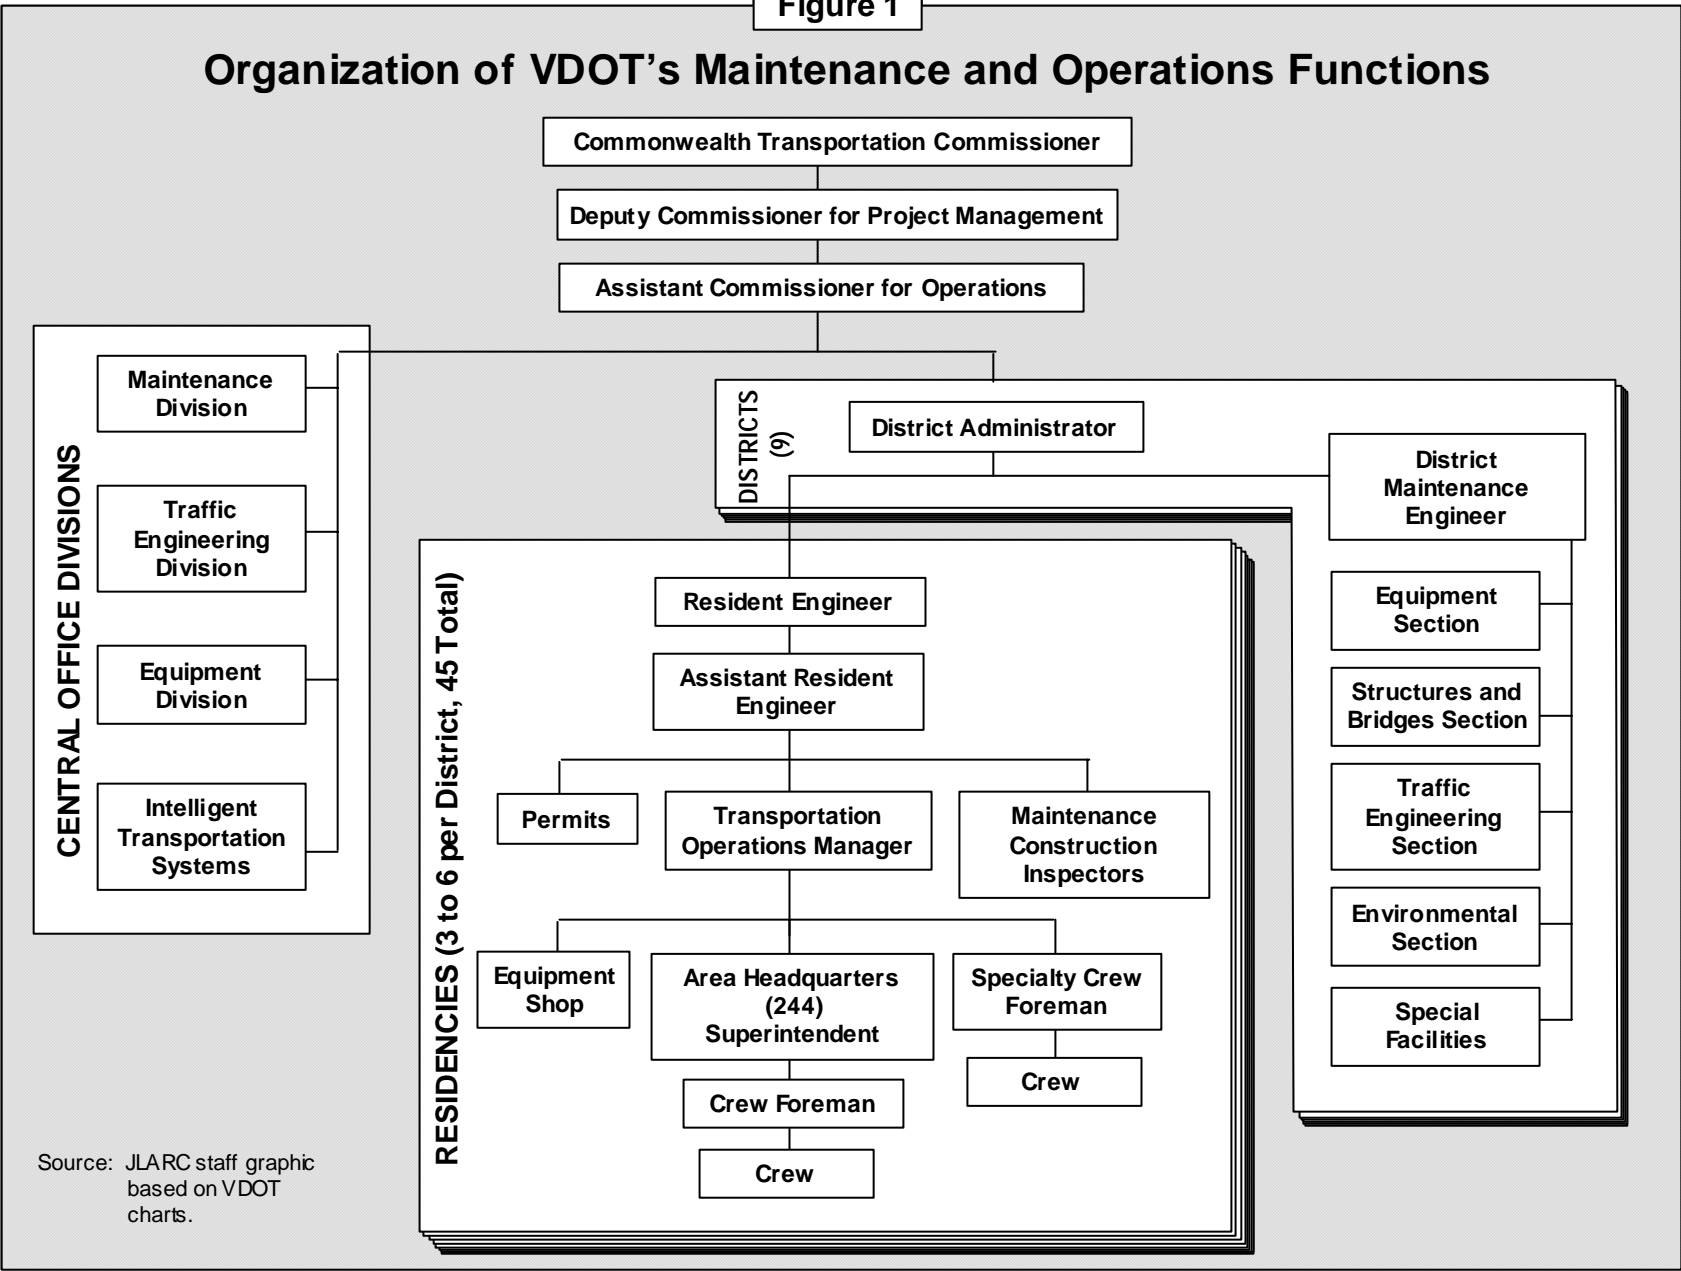 Figure 1
Organization of VDOT's Maintenance and Operations Functions
Commonwealth Transportation Commissioner
Deputy Commissioner for Project Management
Assistant Commissioner for Operations
CENTRAL OFFICE DIVISIONS
Maintenance
Division
Traffic
Engineering
Division
Equipment
Division
Intelligent
Transportation
Systems
DISTRICTS
(9)
District Administrator
District
Maintenance
Engineer
Equipment
Section
Structures and
Bridges Section
Traffic
Engineering
Section
Environmental
Section
Special
Facilities
RESIDENCIES (3 to 6 per District, 45 Total)
Resident Engineer
Assistant Resident
Engineer
Permits
Transportation
Operations Manager
Maintenance
Construction
Inspectors
Equipment
Shop
Area Headquarters
(244)
Superintendent
Specialty Crew
Foreman
Crew
Crew Foreman
Crew
Source: JLARC staff graphic
based on VDOT
charts.